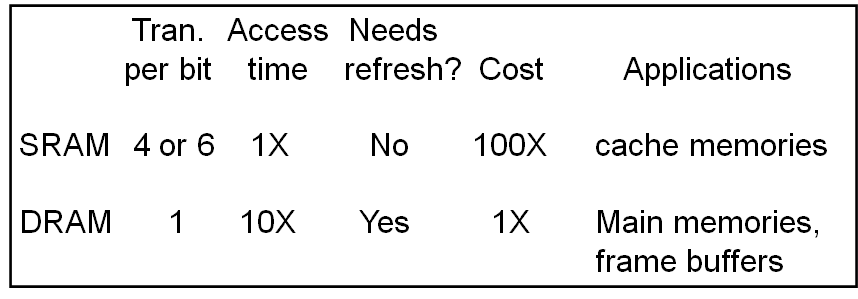 Tran. Access Needs
per bit time refresh? Cost Applications
SRAM 4 or 6 1X No 100X cache memories
DRAM 1 10X Yes 1X Main memories,
frame buffers